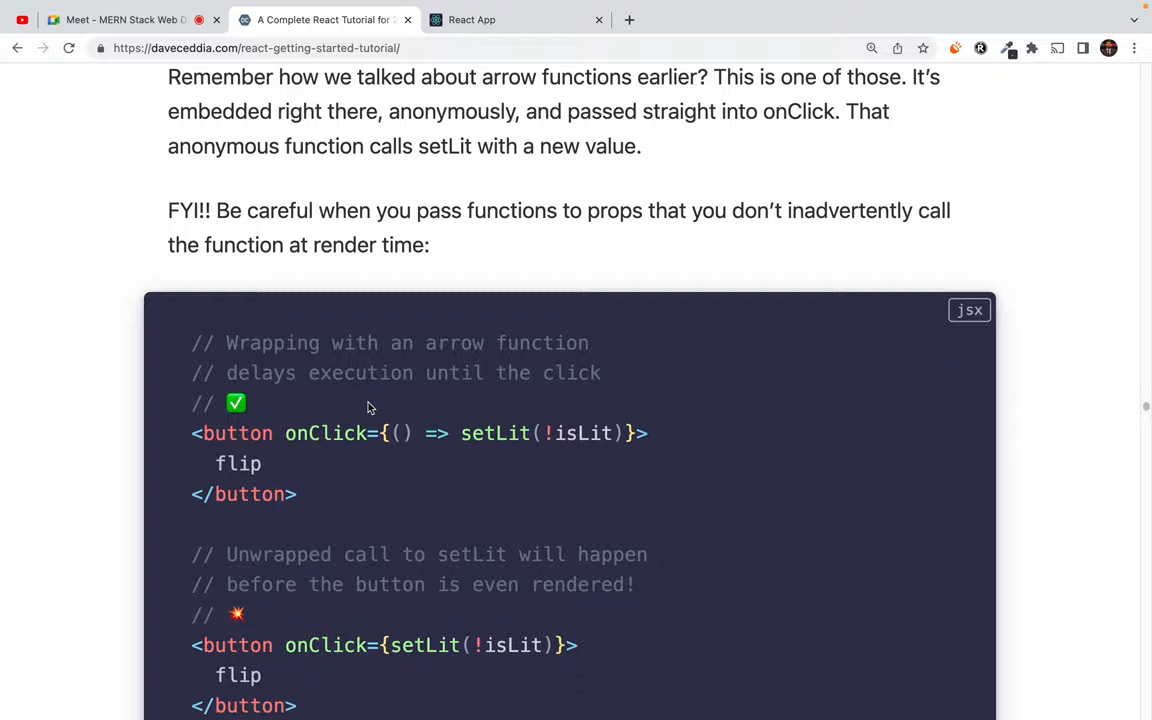 Meet - MERN Stack Web D
A Complete React Tutorial for 2
React App
https://daveceddia.com/react-getting-started-tutorial/
Remember how we talked about arrow functions earlier? This is one of those. It’s
embedded right there, anonymously, and passed straight into onClick. That
anonymous function calls setLit with a new value.
FYI!! Be careful when you pass functions to props that you don’t inadvertently call
the function at render time:
jsx
// Wrapping with an arrow function
// delays execution until the click
// ✅
<button onClick={() => setLit(!isLit)}>
flip
</button>
// Unwrapped call to setLit will happen
// before the button is even rendered!
// 💥
<button onClick={setLit(!isLit)}>
flip
</button>